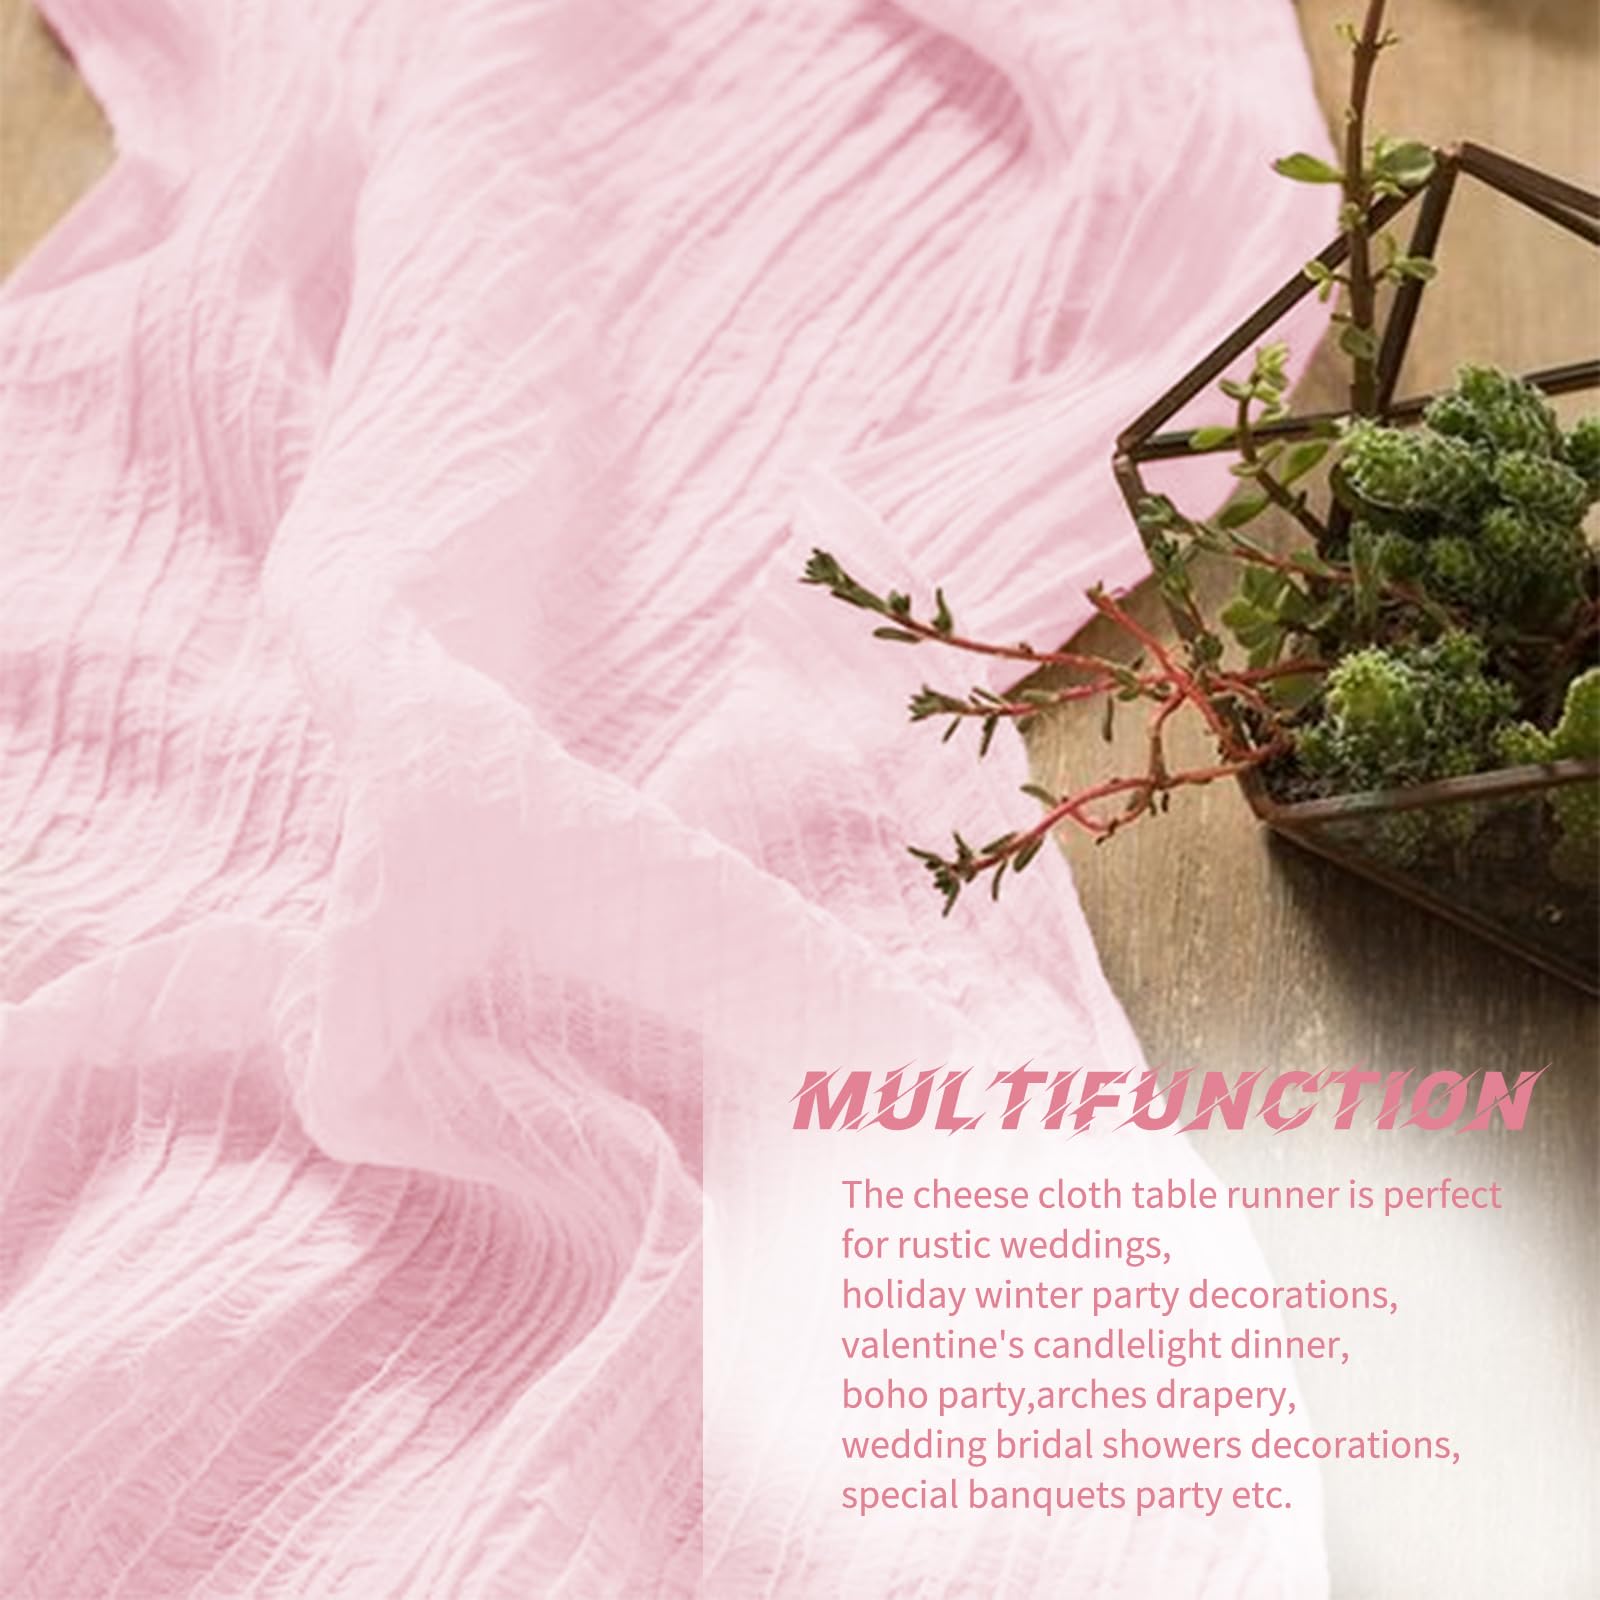 MULTIFUNCTION
The cheese cloth table runner is perfect
for rustic weddings,
holiday winter party decorations,
valentine's candlelight dinner,
boho party,arches drapery,
wedding bridal showers decorations,
special banquets party etc.